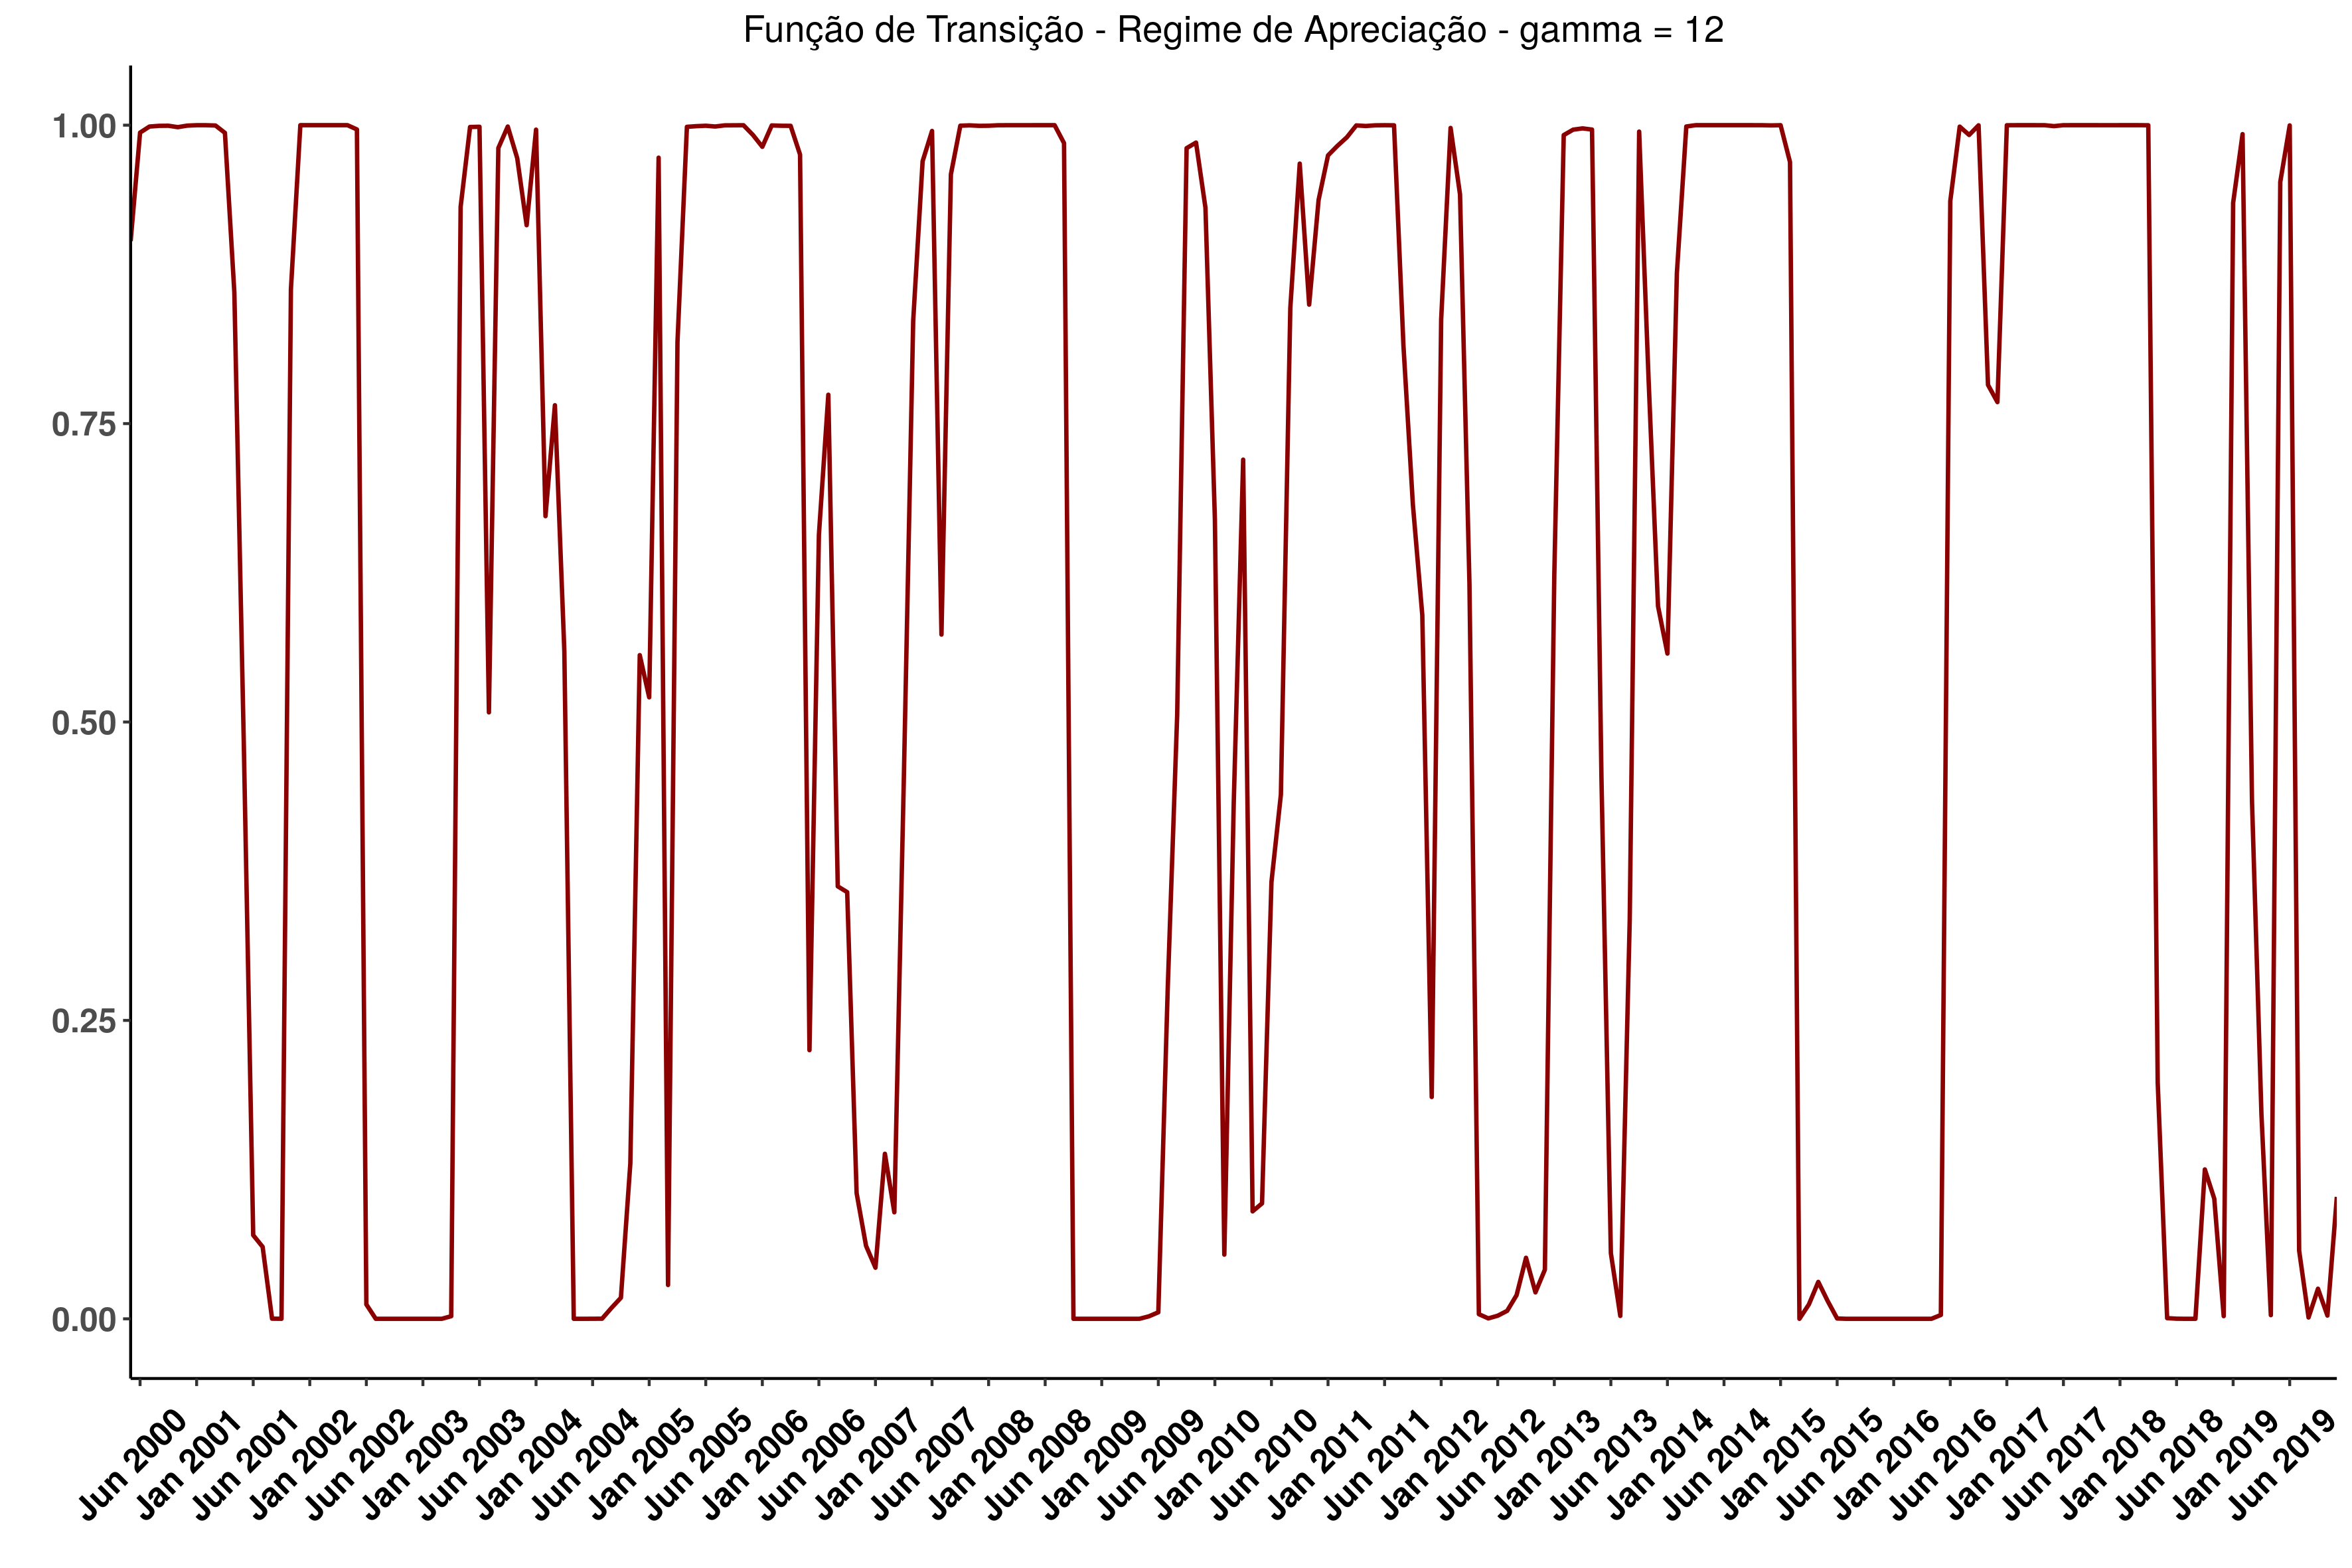 Função de Transição - Regime de Apreciação - gamma = 12
1.00
0.75
0.50
0.25
0.00
Jun 2000
Jan 2001
Jun 2001
Jan 2002
Jun 2002
Jan 2003
Jun 2003
Jan 2004
Jun 2004
Jan 2005
Jun 2005
Jan 2006
Jun 2006
Jan 2007
Jun 2007
Jan 2008
Jun 2008
Jan 2009
Jun 2009
Jan 2010
Jun 2010
Jan 2011
Jun 2011
Jan 2012
Jun 2012
Jan 2013
Jun 2013
Jan 2014
Jun 2014
Jan 2015
Jun 2015
Jan 2016
Jun 2016
Jan 2017
Jun 2017
Jan 2018
Jun 2018
Jan 2019
Jun 2019